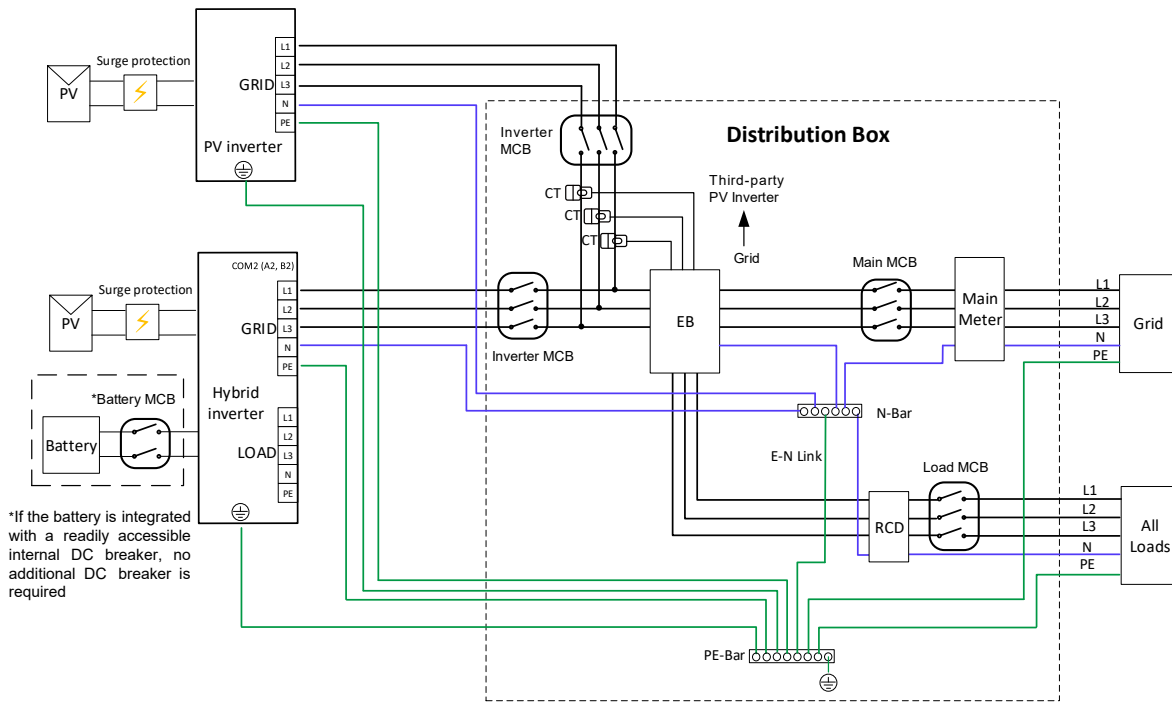 Surge protection
PV
GRID
L1
L2
L3
N
PE
PV inverter
Inverter
MCB
Distribution Box
CT
CT
CT
Third-party
PV Inverter
Grid
Surge protection
PV
COM2 (A2, B2)
GRID
L1
L2
L3
N
PE
Hybrid
inverter
LOAD
L1
L2
L3
N
PE
*Battery MCB
Battery
*If the battery is integrated
with a readily accessible
internal DC breaker, no
additional DC breaker is
required
Inverter MCB
EB
Main MCB
Main
Meter
L1
L2
L3
N
PE
Grid
N-Bar
E-N Link
Load MCB
RCD
L1
L2
L3
N
PE
All
Loads
PE-Bar